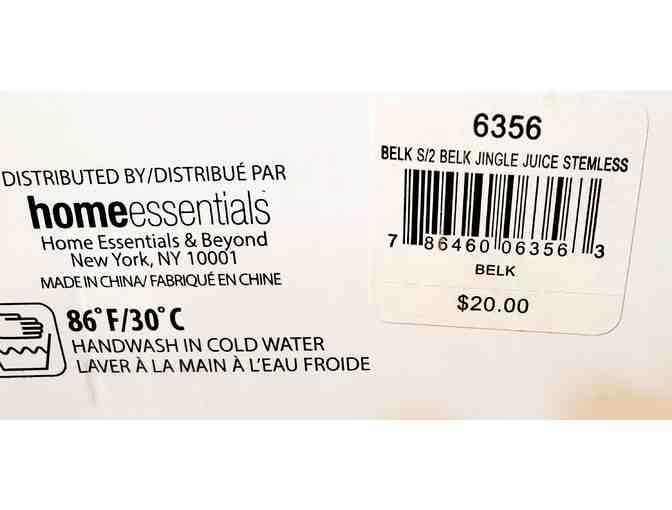 DISTRIBUTED BY/DISTRIBUÉ PAR
homeessentials
Home Essentials & Beyond
New York, NY 10001
MADE IN CHINA/ FABRIQUÉ EN CHINE
86°F/30°C
HANDWASH IN COLD WATER
LAVER À LA MAIN À L'EAU FROIDE
6356
BELK S/2 BELK JINGLE JUICE STEMLESS
7 86460 06356 3
BELK
$20.00